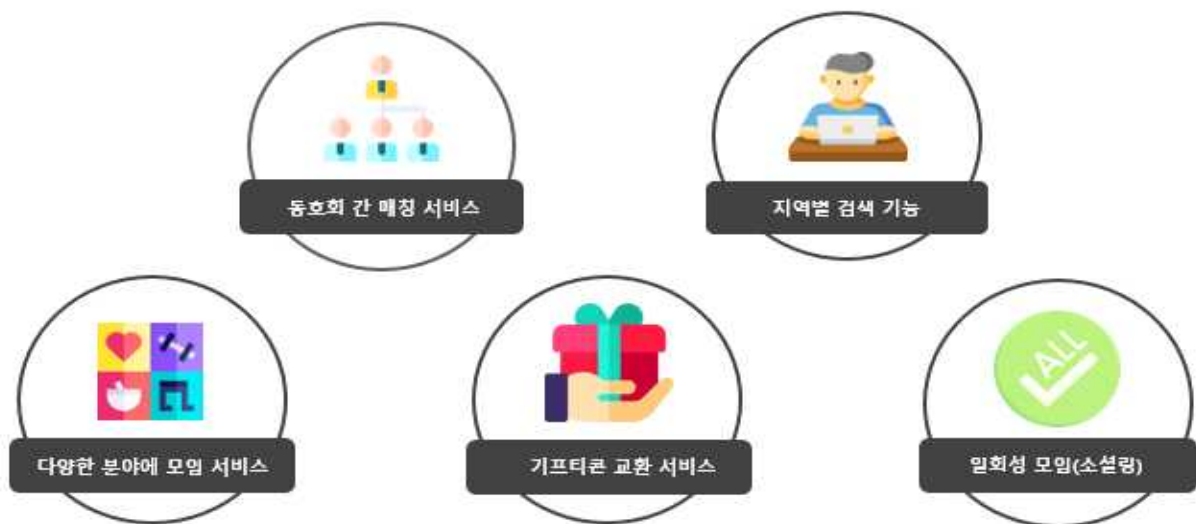 동호회 간 매칭 서비스
지역별 검색 기능
다양한 분야에 모임 서비스
기프티콘 교환 서비스
ALL
일회성 모임(소셜링)